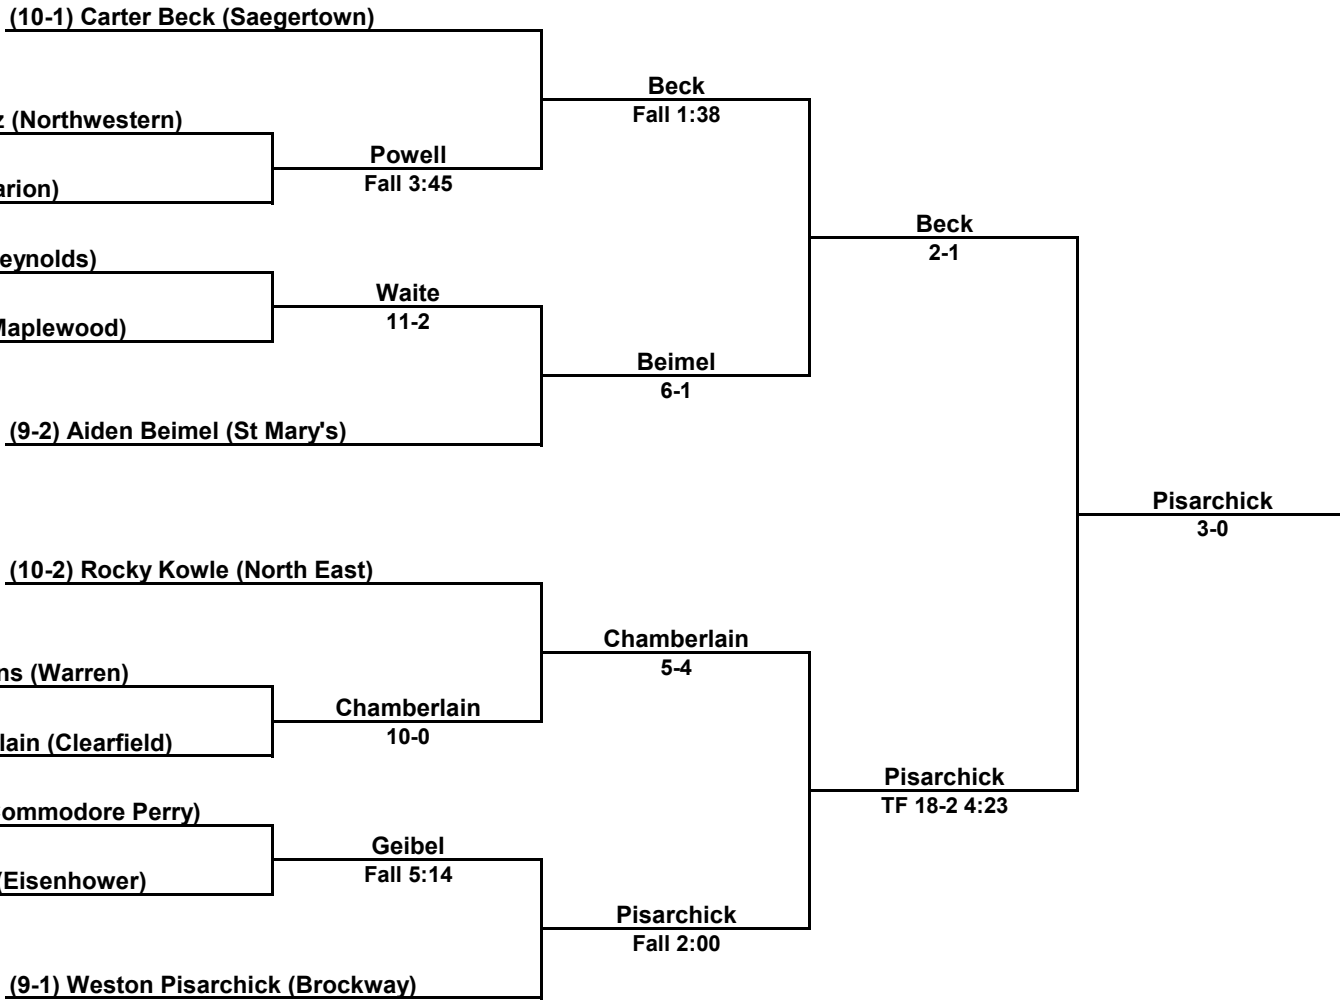 (10-1) Carter Beck (Saegertown)
Beck
Fall 1:38
z (Northwestern)
Powell
Fall 3:45
arion)
Beck
2-1
eynolds)
Waite
11-2
Maplewood)
Beimel
6-1
(9-2) Aiden Beimel (St Mary's)
Pisarchick
3-0
(10-2) Rocky Kowle (North East)
Chamberlain
5-4
ns (Warren)
Chamberlain
10-0
lain (Clearfield)
Pisarchick
TF 18-2 4:23
ommodore Perry)
Geibel
Fall 5:14
(Eisenhower)
Pisarchick
Fall 2:00
(9-1) Weston Pisarchick (Brockway)